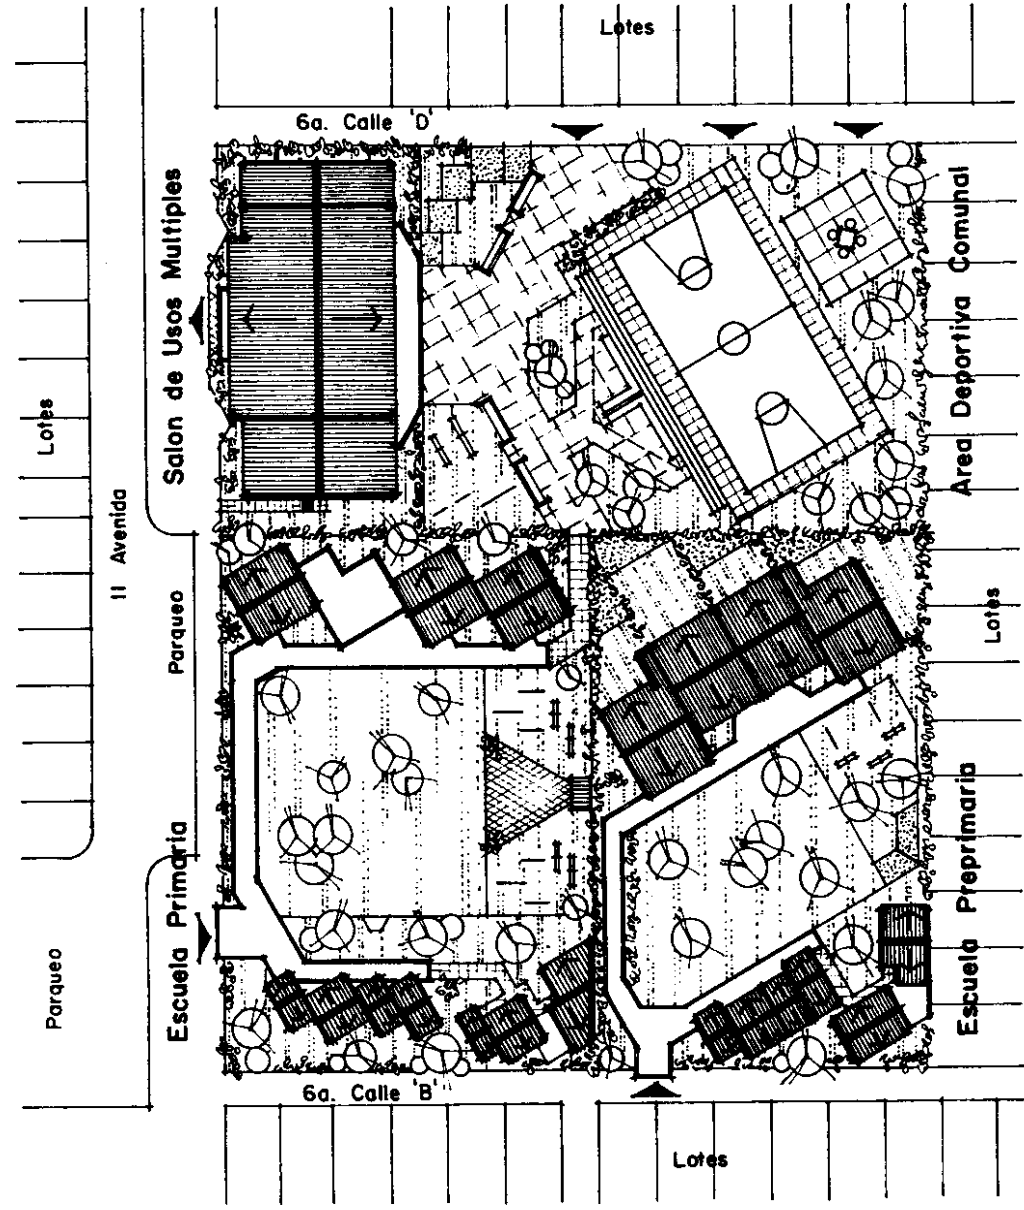 Lotes
6a. Calle 'D'
Salon de Usos Multiples
Area Deportiva Comunal
Lotes
11 Avenida
Parqueo
Lotes
Escuela Primaria
Escuela Preprimaria
Parqueo
6a. Calle 'B'
Lotes